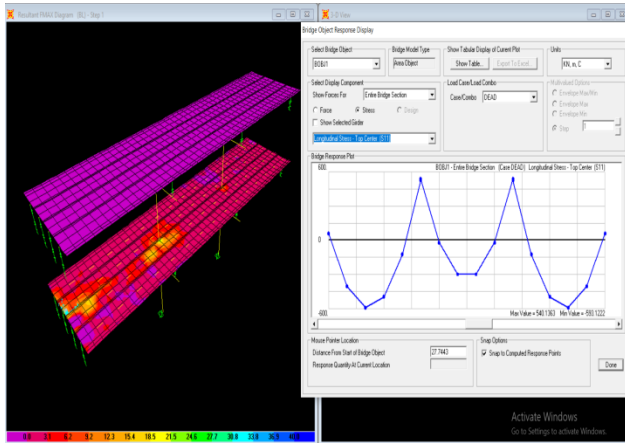 Resultant FMAX Diagram
Step 1
3-D View
Bridge Object Response Display
Select Bridge Object
BOBJ1
Bridge Model Type
Area Object
Show Tabular Display of Current Plot
Show Table...
Export To Excel...
Units
KN, m, C
Select Display Component
Show Forces For
Entire Bridge Section
Force
Stress
Design
Show Selected Girder
Longitudinal Stress - Top Center (S11)
Load Case/Load Combo
Case/Combo
DEAD
Multivalued Options
Envelope Max/Min
Envelope Max
Envelope Min
Step
1
Bridge Response Plot
600.
BOBJ1 - Entire Bridge Section (Case DEAD) Longitudinal Stress - Top Center (S11)
0
-600.
Max Value = 540.1363 Min Value = -593.1222
Mouse Pointer Location
Distance From Start of Bridge Object
27.7443
Response Quantity At Current Location
Snap Options
Snap to Computed Response Points
Done
Activate Windows
Go to Settings to activate Windows.
0.0 3.1 6.2 9.2 12.3 15.4 18.5 21.5 24.6 27.7 30.8 33.8 36.9